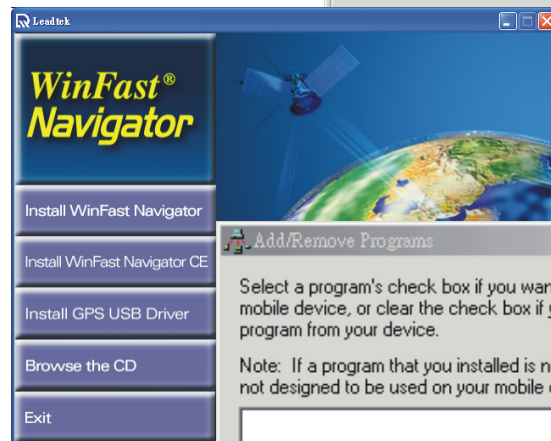 Leadtek
WinFast®
Navigator
Install WinFast Navigator
Install WinFast Navigator CE
Install GPS USB Driver
Browse the CD
Exit
Add/Remove Programs
Select a program's check box if you
mobile device, or clear the check box if
program from your device.
Note: If a program that you installed is
not designed to be used on your mobile